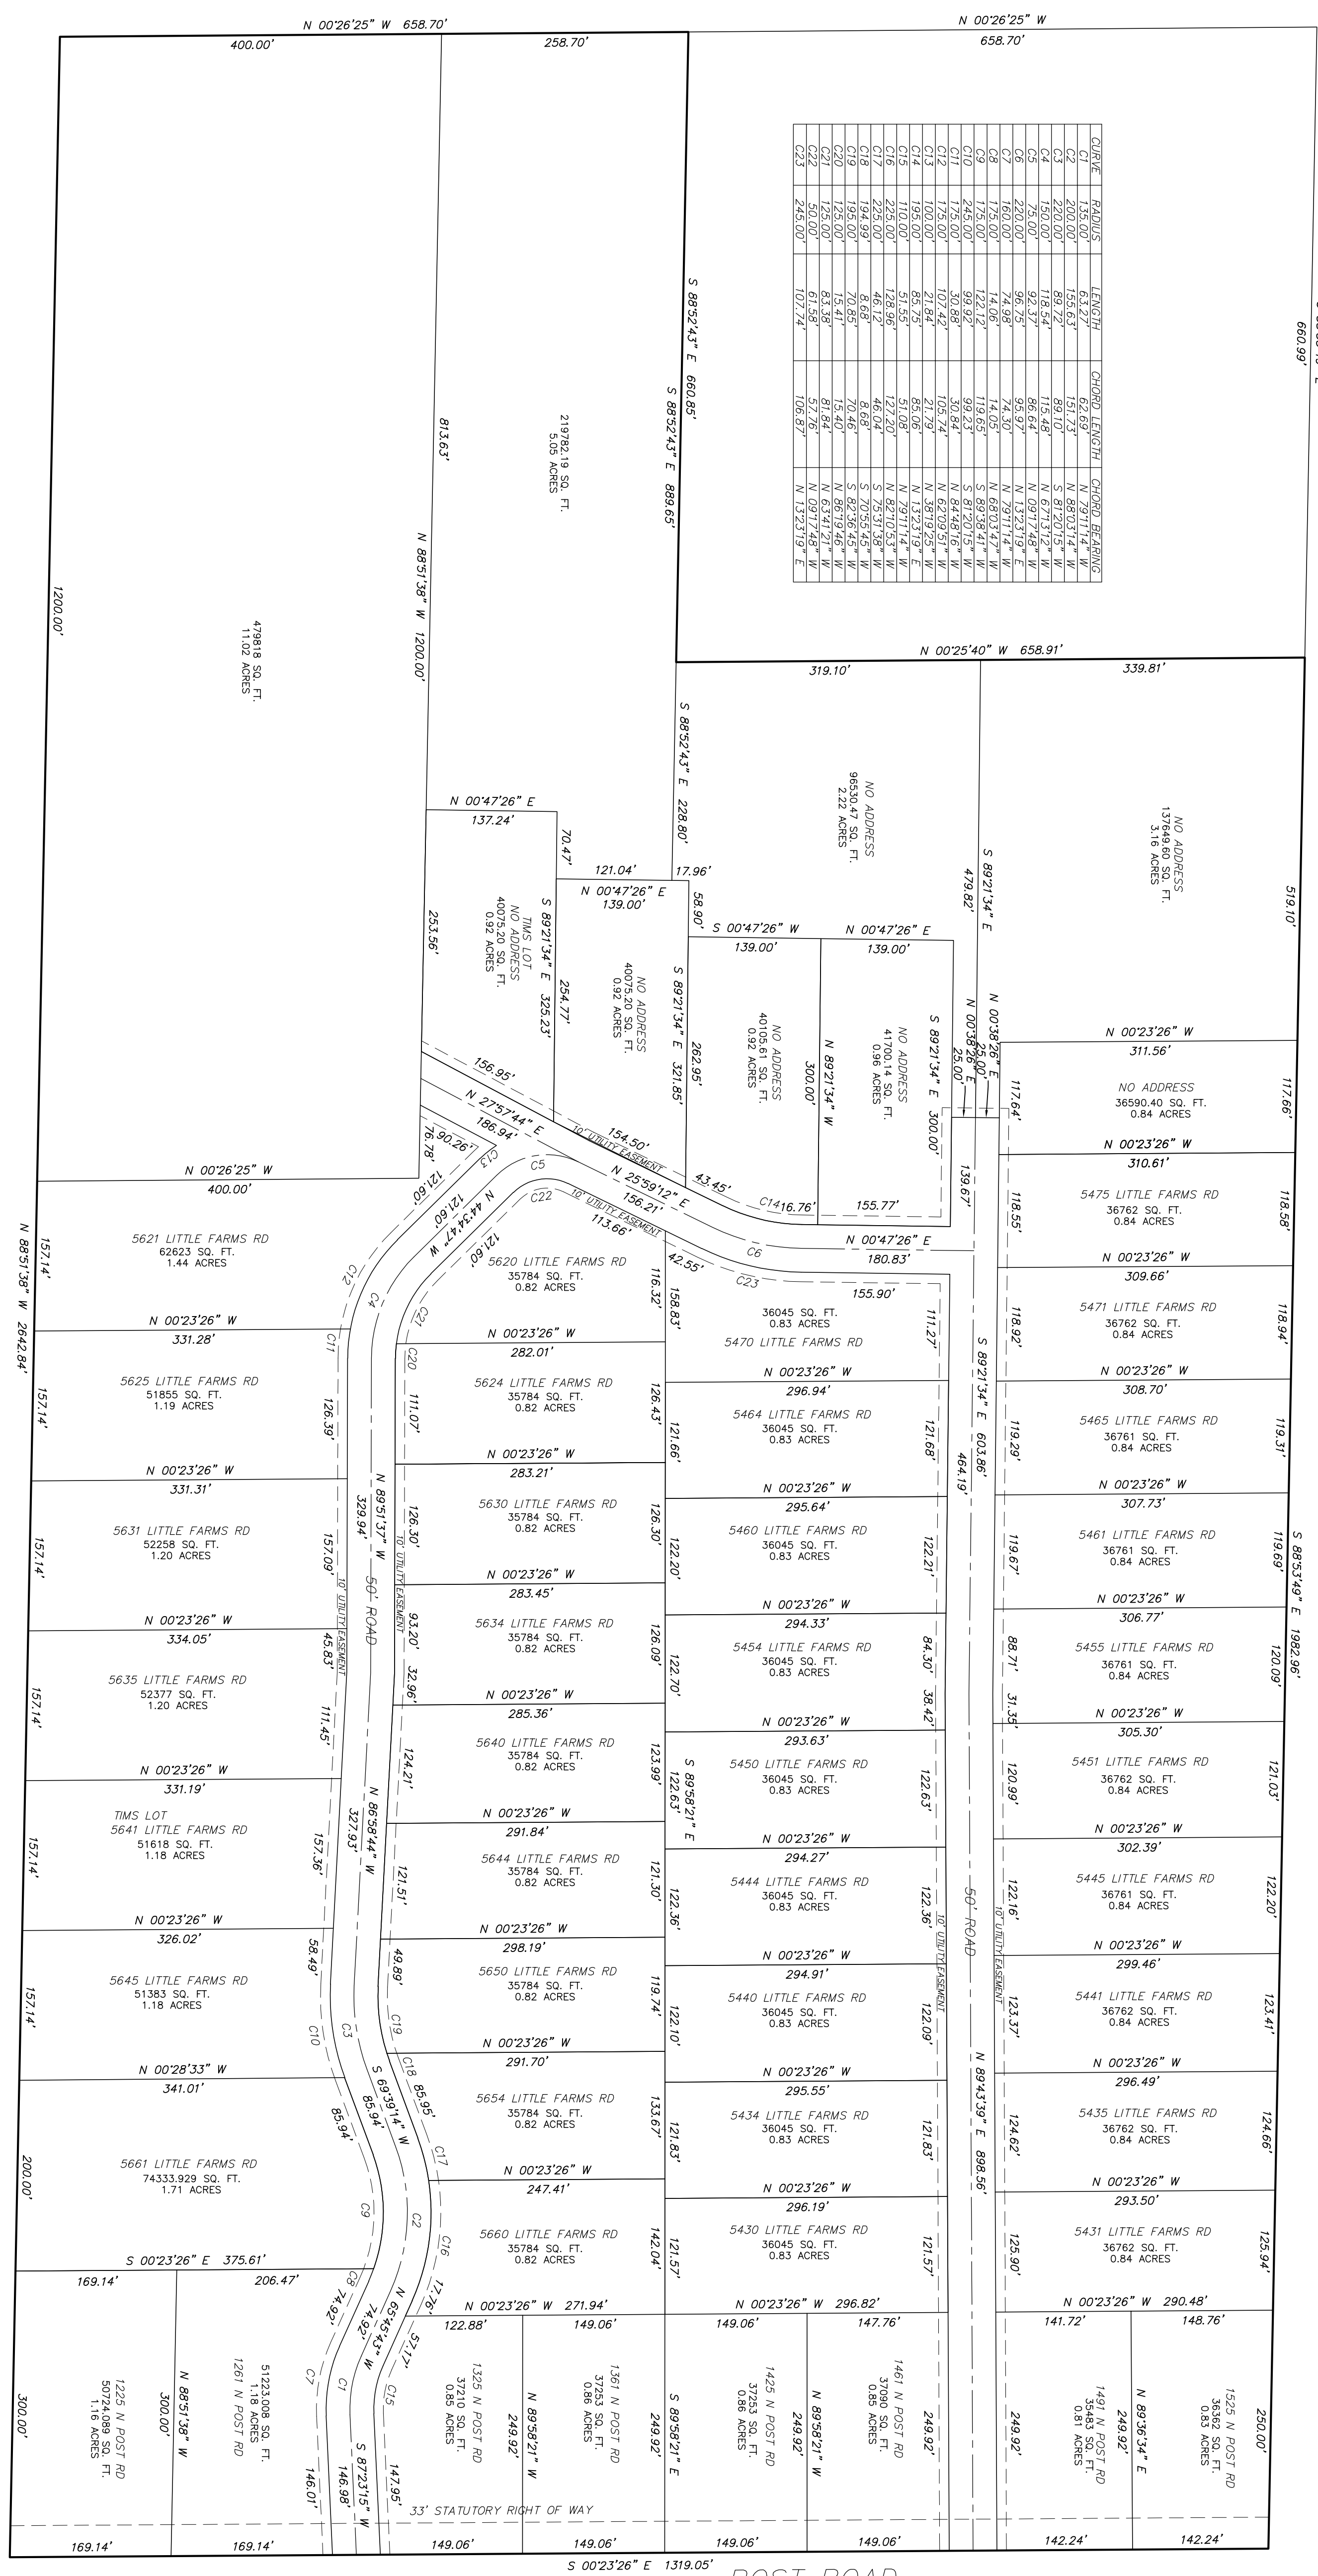 N 00°26'25" W 658.70'
400.00'
258.70'
N 00°26'25" W
658.70'
660.99'
CURVE RADIUS LENGTH CHORD LENGTH CHORD BEARING
C1 135.00' 63.27' 62.69' N 79°11'14" W
C2 200.00' 155.63' 151.73' N 88°03'14" W
C3 220.00' 89.72' 89.10' S 81°20'15" W
C4 150.00' 118.54' 115.48' N 67°13'12" W
C5 75.00' 92.37' 86.64' N 09°17'48" W
C6 220.00' 96.75' 95.97' N 13°23'19" E
C7 160.00' 74.98' 74.30' N 79°11'14" W
C8 175.00' 14.06' 14.05' N 68°03'47" W
C9 175.00' 122.12' 119.65' S 89°38'41" W
C10 245.00' 99.92' 99.23' S 81°20'15" W
C11 175.00' 30.88' 30.84' N 84°48'16" W
C12 175.00' 107.42' 105.74' N 62°09'51" W
C13 100.00' 21.84' 21.79' N 38°19'25" W
C14 195.00' 85.75' 85.06' N 13°23'19" E
C15 110.00' 51.55' 51.08' N 79°11'14" W
C16 225.00' 128.96' 127.20' N 82°10'53" W
C17 225.00' 46.12' 46.04' S 75°31'38" W
C18 194.99' 8.68' 8.68' S 70°55'45" W
C19 195.00' 70.85' 70.46' S 82°36'45" W
C20 125.00' 15.41' 15.40' N 86°19'46" W
C21 125.00' 83.38' 81.84' N 63°41'21" W
C22 50.00' 61.58' 57.76' N 09°17'48" W
C23 245.00' 107.74' 106.87' N 13°23'19" E
S 88°52'43" E 660.85'
S 88°52'43" E 889.65'
219782.19 SQ. FT.
5.05 ACRES
813.63'
N 88°51'38" W 1200.00'
1200.00'
479818 SQ. FT.
11.02 ACRES
N 00°25'40" W 658.91'
319.10'
339.81'
S 88°52'43" E 228.80'
NO ADDRESS
96530.47 SQ. FT.
2.22 ACRES
NO ADDRESS
137649.60 SQ. FT.
3.16 ACRES
S 89°21'34" E
479.82'
519.10'
N 00°47'26" E
137.24'
70.47'
121.04'
17.96'
N 00°47'26" E
139.00'
58.90'
S 00°47'26" W
139.00'
N 00°47'26" E
139.00'
253.56'
TIMS LOT
NO ADDRESS
40075.20 SQ. FT.
0.92 ACRES
S 89°21'34" E 325.23'
254.77'
NO ADDRESS
40075.20 SQ. FT.
0.92 ACRES
S 89°21'34" E 321.85'
262.95'
NO ADDRESS
40105.61 SQ. FT.
0.92 ACRES
N 89°21'34" W
300.00'
NO ADDRESS
41700.14 SQ. FT.
0.96 ACRES
S 89°21'34" E 300.00'
N 00°38'26" E
25.00'
N 00°38'26" E
25.00'
N 00°23'26" W
311.56'
117.64'
NO ADDRESS
36590.40 SQ. FT.
0.84 ACRES
117.66'
156.95'
N 27°57'44" E
186.94'
90.26'
76.78'
C13
C5
C22
10' UTILITY EASEMENT
154.50'
N 25°59'12" E
156.21'
10' UTILITY EASEMENT
113.66'
43.45'
C14
16.76'
155.77'
C6
42.55'
C23
N 00°47'26" E
180.83'
155.90'
139.67'
N 00°23'26" W
310.61'
118.55'
5475 LITTLE FARMS RD
36762 SQ. FT.
0.84 ACRES
118.58'
N 00°26'25" W
400.00'
121.60'
121.60'
N 44°34'47" W
121.60'
N 88°51'38" W 2642.84'
157.14'
5621 LITTLE FARMS RD
62623 SQ. FT.
1.44 ACRES
C12
C4
C21
5620 LITTLE FARMS RD
35784 SQ. FT.
0.82 ACRES
116.32'
158.83'
36045 SQ. FT.
0.83 ACRES
5470 LITTLE FARMS RD
111.27'
S 89°21'34" E 603.86'
464.19'
N 00°23'26" W
309.66'
118.92'
5471 LITTLE FARMS RD
36762 SQ. FT.
0.84 ACRES
118.94'
N 00°23'26" W
331.28'
C11
C20
N 00°23'26" W
282.01'
157.14'
5625 LITTLE FARMS RD
51855 SQ. FT.
1.19 ACRES
126.39'
111.07'
5624 LITTLE FARMS RD
35784 SQ. FT.
0.82 ACRES
126.43'
N 00°23'26" W
296.94'
121.66'
5464 LITTLE FARMS RD
36045 SQ. FT.
0.83 ACRES
121.68'
N 00°23'26" W
308.70'
119.29'
5465 LITTLE FARMS RD
36761 SQ. FT.
0.84 ACRES
119.31'
N 00°23'26" W
331.31'
N 89°51'37" W
329.94'
N 00°23'26" W
283.21'
157.14'
5631 LITTLE FARMS RD
52258 SQ. FT.
1.20 ACRES
157.09'
126.30'
10' UTILITY EASEMENT
5630 LITTLE FARMS RD
35784 SQ. FT.
0.82 ACRES
126.30'
N 00°23'26" W
295.64'
122.20'
5460 LITTLE FARMS RD
36045 SQ. FT.
0.83 ACRES
122.21'
N 00°23'26" W
307.73'
119.67'
5461 LITTLE FARMS RD
36761 SQ. FT.
0.84 ACRES
119.69'
S 88°53'49" E 1982.96'
10' UTILITY EASEMENT
50' ROAD
N 00°23'26" W
334.05'
45.83'
N 00°23'26" W
283.45'
157.14'
5635 LITTLE FARMS RD
52377 SQ. FT.
1.20 ACRES
111.45'
93.20'
32.96'
5634 LITTLE FARMS RD
35784 SQ. FT.
0.82 ACRES
126.09'
N 00°23'26" W
294.33'
122.70'
5454 LITTLE FARMS RD
36045 SQ. FT.
0.83 ACRES
84.30'
38.42'
N 00°23'26" W
306.77'
88.71'
31.35'
5455 LITTLE FARMS RD
36761 SQ. FT.
0.84 ACRES
120.09'
N 00°23'26" W
331.19'
N 86°58'44" W
327.93'
N 00°23'26" W
285.36'
157.14'
TIMS LOT
5641 LITTLE FARMS RD
51618 SQ. FT.
1.18 ACRES
157.36'
124.21'
5640 LITTLE FARMS RD
35784 SQ. FT.
0.82 ACRES
123.99'
S 89°58'21" E
122.63'
N 00°23'26" W
293.63'
5450 LITTLE FARMS RD
36045 SQ. FT.
0.83 ACRES
122.63'
N 00°23'26" W
305.30'
120.99'
5451 LITTLE FARMS RD
36762 SQ. FT.
0.84 ACRES
121.03'
N 00°23'26" W
291.84'
121.51'
5644 LITTLE FARMS RD
35784 SQ. FT.
0.82 ACRES
121.30'
N 00°23'26" W
294.27'
122.36'
5444 LITTLE FARMS RD
36045 SQ. FT.
0.83 ACRES
122.36'
10' UTILITY EASEMENT
50' ROAD
10' UTILITY EASEMENT
N 00°23'26" W
302.39'
122.16'
5445 LITTLE FARMS RD
36761 SQ. FT.
0.84 ACRES
122.20'
N 00°23'26" W
326.02'
58.49'
157.14'
5645 LITTLE FARMS RD
51383 SQ. FT.
1.18 ACRES
C10
C3
C19
49.89'
N 00°23'26" W
298.19'
5650 LITTLE FARMS RD
35784 SQ. FT.
0.82 ACRES
119.74'
N 00°23'26" W
294.91'
122.10'
5440 LITTLE FARMS RD
36045 SQ. FT.
0.83 ACRES
122.09'
N 00°23'26" W
299.46'
123.37'
5441 LITTLE FARMS RD
36762 SQ. FT.
0.84 ACRES
123.41'
N 00°28'33" W
341.01'
85.94'
S 69°39'14" W
85.94'
C18
85.95'
C17
N 00°23'26" W
291.70'
5654 LITTLE FARMS RD
35784 SQ. FT.
0.82 ACRES
133.67'
N 00°23'26" W
295.55'
121.83'
5434 LITTLE FARMS RD
36045 SQ. FT.
0.83 ACRES
121.83'
N 89°43'39" E 898.56'
N 00°23'26" W
296.49'
124.62'
5435 LITTLE FARMS RD
36762 SQ. FT.
0.84 ACRES
124.66'
200.00'
5661 LITTLE FARMS RD
74333.929 SQ. FT.
1.71 ACRES
C9
C2
C16
N 00°23'26" W
247.41'
5660 LITTLE FARMS RD
35784 SQ. FT.
0.82 ACRES
142.04'
N 00°23'26" W
296.19'
121.57'
5430 LITTLE FARMS RD
36045 SQ. FT.
0.83 ACRES
121.57'
N 00°23'26" W
293.50'
125.90'
5431 LITTLE FARMS RD
36762 SQ. FT.
0.84 ACRES
125.94'
S 00°23'26" E 375.61'
169.14'
206.47'
C8
74.92'
74.92'
N 65°45'43" W
17.76'
57.17'
N 00°23'26" W 271.94'
122.88'
149.06'
N 00°23'26" W 296.82'
149.06'
147.76'
N 00°23'26" W 290.48'
141.72'
148.76'
300.00'
1225 N POST RD
50724.089 SQ. FT.
1.16 ACRES
N 88°51'38" W
300.00'
51223.008 SQ. FT.
1.18 ACRES
1261 N POST RD
C7
C1
C15
146.01'
S 87°23'15" W
146.98'
147.95'
1325 N POST RD
37210 SQ. FT.
0.85 ACRES
N 89°58'21" W
249.92'
1361 N POST RD
37253 SQ. FT.
0.86 ACRES
S 89°58'21" E
249.92'
1425 N POST RD
37253 SQ. FT.
0.86 ACRES
N 89°58'21" W
249.92'
1461 N POST RD
37090 SQ. FT.
0.85 ACRES
249.92'
249.92'
1491 N POST RD
35483 SQ. FT.
0.81 ACRES
N 89°36'34" E
249.92'
1525 N POST RD
36362 SQ. FT.
0.83 ACRES
250.00'
33' STATUTORY RIGHT OF WAY
169.14'
169.14'
149.06'
149.06'
149.06'
149.06'
142.24'
142.24'
S 00°23'26" E 1319.05'
POST ROAD